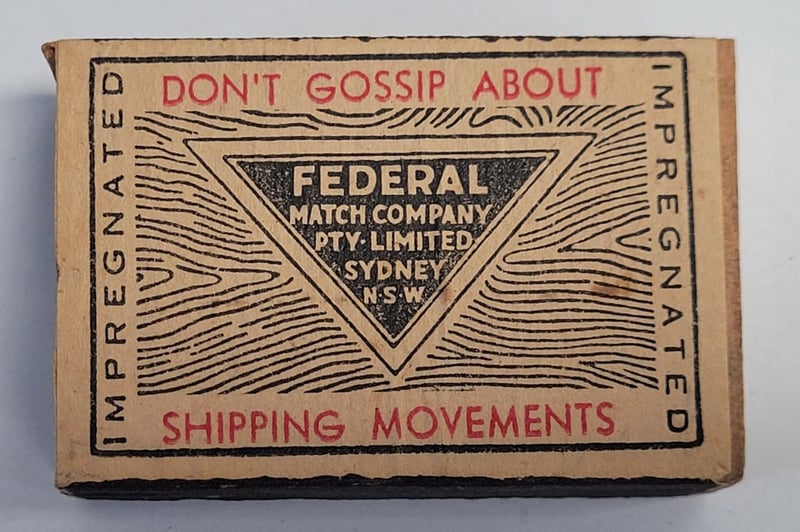 DON'T GOSSIP ABOUT
IMPREGNATED
IMPREGNATED
FEDERAL
MATCH COMPANY
PTY· LIMITED·
SYDNEY
N·S·W
SHIPPING MOVEMENTS